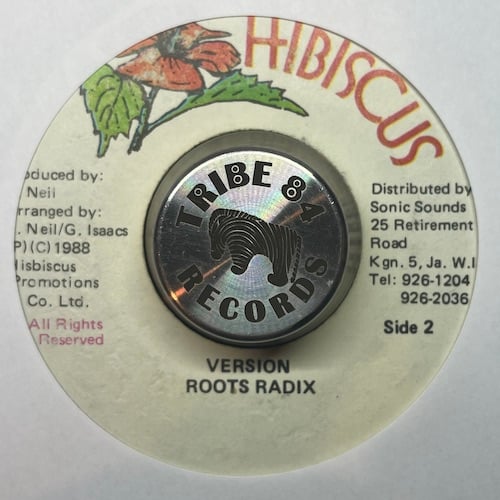 HIBISCUS
TRIBE 84
RECORDS
oduced by:
Neil
rranged by:
. Neil/G. Isaacs
P)(C)1988
Hibiscus
Promotions
Co. Ltd.
All Rights
Reserved
Distributed by
Sonic Sounds
25 Retirement
Road
Kgn. 5, Ja. W.I
Tel: 926-1204
926-2036
Side 2
VERSION
ROOTS RADIX